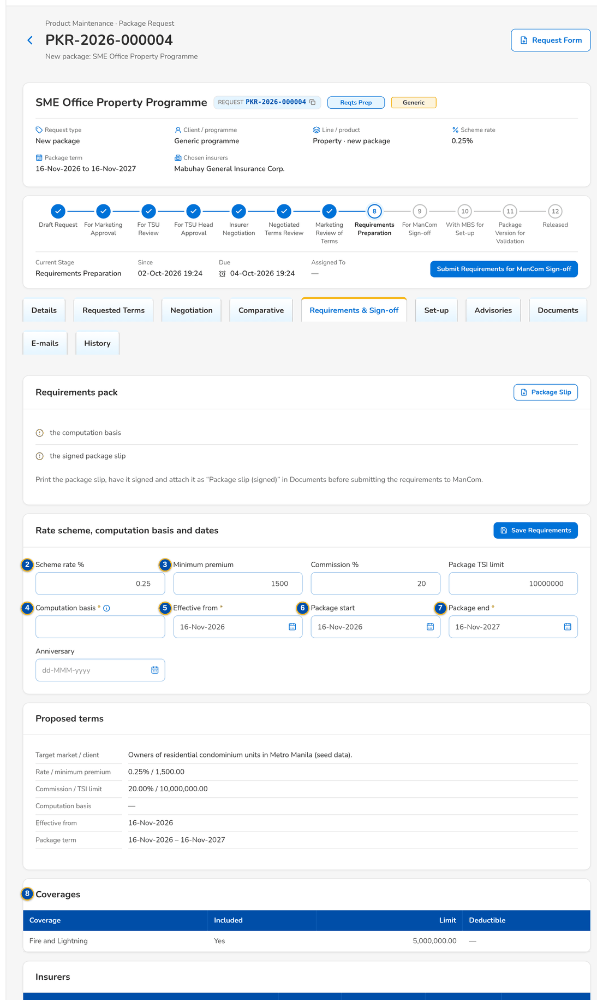 Product Maintenance · Package Request
PKR-2026-000004
New package: SME Office Property Programme
Request Form
SME Office Property Programme
REQUEST PKR-2026-000004
Reqts Prep
Generic
Request type
Client / programme
Line / product
Scheme rate
New package
Generic programme
Property · new package
0.25%
Package term
Chosen insurers
16-Nov-2026 to 16-Nov-2027
Mabuhay General Insurance Corp.
8
9
10
11
12
Draft Request
For Marketing Approval
For TSU Review
For TSU Head Approval
Insurer Negotiation
Negotiated Terms Review
Marketing Review of Terms
Requirements Preparation
For ManCom Sign-off
With MBS for Set-up
Package Version for Validation
Released
Current Stage
Since
Due
Assigned To
Requirements Preparation
02-Oct-2026 19:24
04-Oct-2026 19:24
—
Submit Requirements for ManCom Sign-off
Details
Requested Terms
Negotiation
Comparative
Requirements & Sign-off
Set-up
Advisories
Documents
E-mails
History
Requirements pack
Package Slip
the computation basis
the signed package slip
Print the package slip, have it signed and attach it as “Package slip (signed)” in Documents before submitting the requirements to ManCom.
Rate scheme, computation basis and dates
Save Requirements
2 Scheme rate %
3 Minimum premium
Commission %
Package TSI limit
0.25
1500
20
10000000
4 Computation basis *
5 Effective from *
6 Package start
7 Package end *
16-Nov-2026
16-Nov-2026
16-Nov-2027
Anniversary
dd-MMM-yyyy
Proposed terms
Target market / client Owners of residential condominium units in Metro Manila (seed data).
Rate / minimum premium 0.25% / 1,500.00
Commission / TSI limit 20.00% / 10,000,000.00
Computation basis —
Effective from 16-Nov-2026
Package term 16-Nov-2026 – 16-Nov-2027
8 Coverages
Coverage Included Limit Deductible
Fire and Lightning Yes 5,000,000.00 —
Insurers